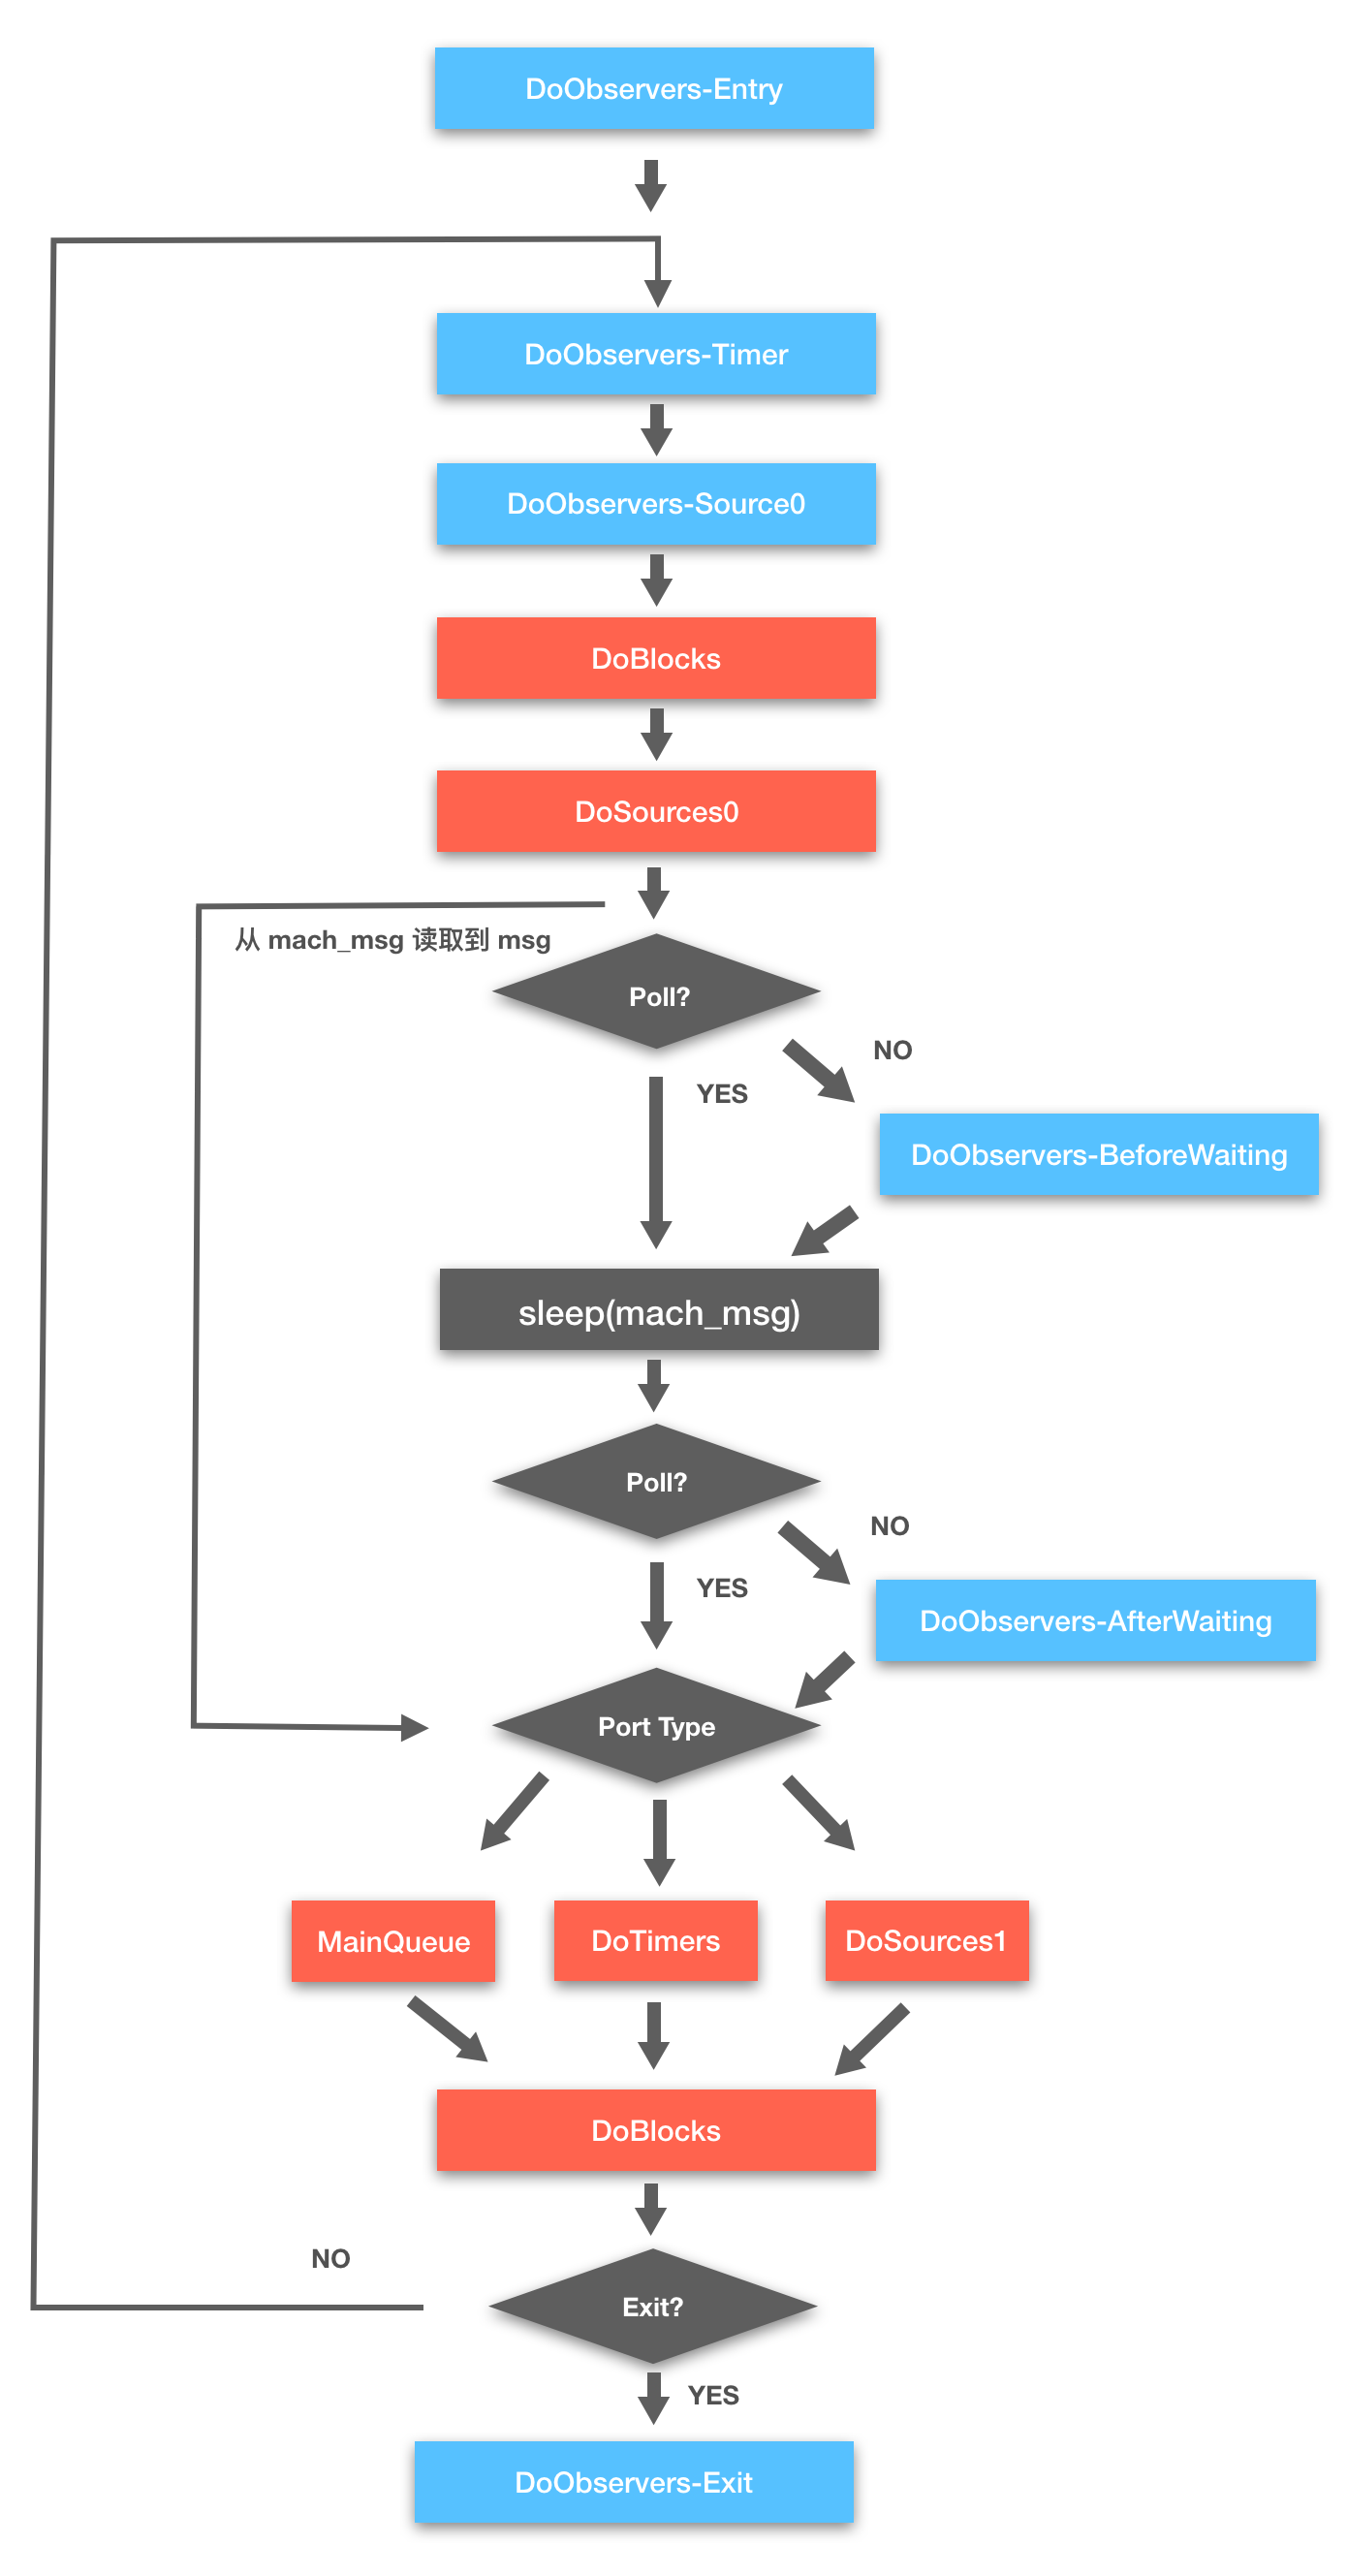 DoObservers-Entry
DoObservers-Timer
DoObservers-Source0
DoBlocks
DoSources0
从 mach_msg 读取到 msg
Poll?
NO
YES
DoObservers-BeforeWaiting
sleep(mach_msg)
Poll?
NO
YES
DoObservers-AfterWaiting
Port Type
MainQueue
DoTimers
DoSources1
DoBlocks
NO
Exit?
YES
DoObservers-Exit